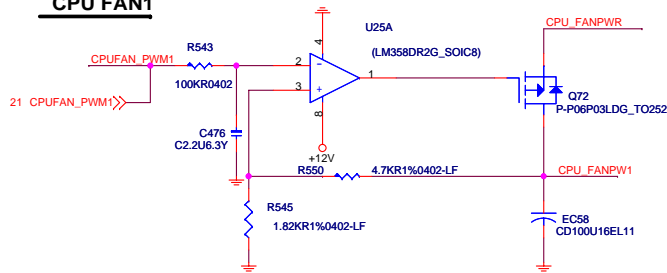 CPU FAN1
U25A
CPU_FANPWR
(LM358DR2G_SOIC8)
CPUFAN_PWM1
R543
4
2
1
100KR0402
3
21 CPUFAN_PWM1
Q72
P-P06P03LDG_TO252
8
C476
C2.2U6.3Y
+12V
R550
4.7KR1%0402-LF
CPU_FANPW1
R545
1.82KR1%0402-LF
EC58
CD100U16EL11